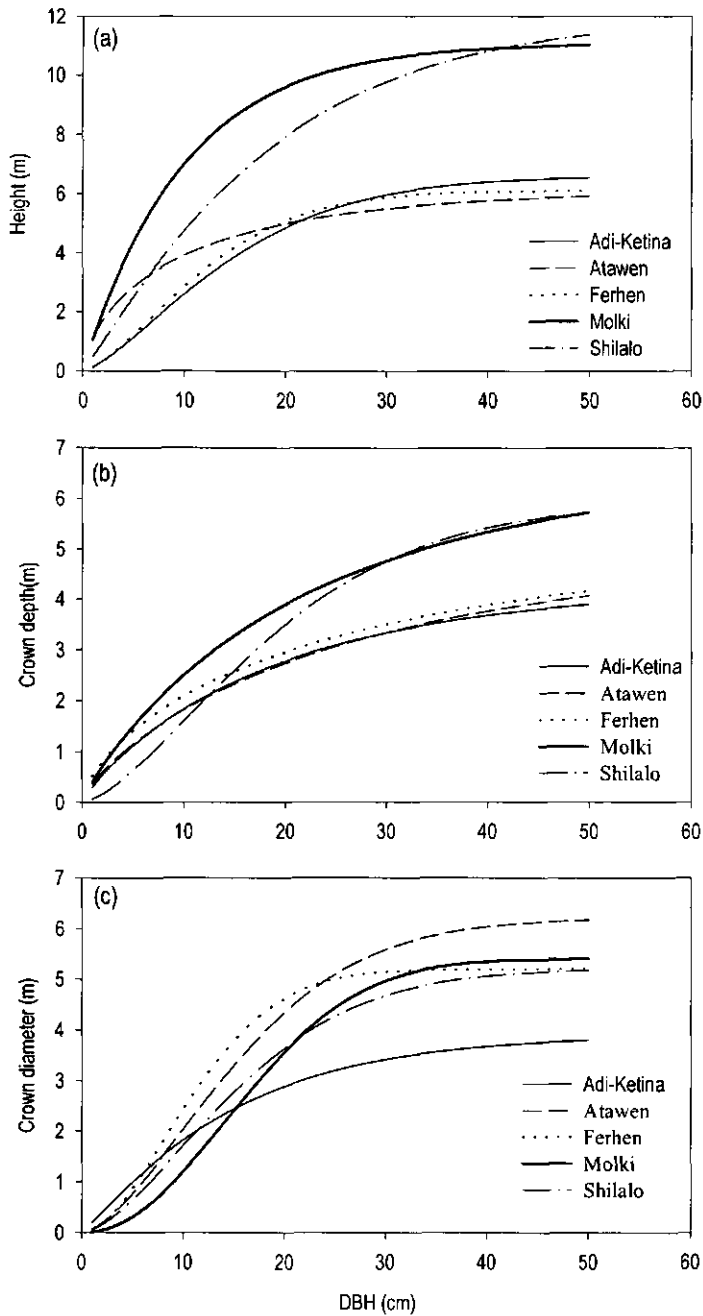 (a)
12
10
8
6
4
2
0
Height (m)
Adi-Ketina
Atawen
Ferhen
Molki
Shilalo
0 10 20 30 40 50 60
(b)
7
6
5
4
3
2
1
0
Crown depth(m)
Adi-Ketina
Atawen
Ferhen
Molki
Shilalo
0 10 20 30 40 50 60
(c)
7
6
5
4
3
2
1
0
Crown diameter (m)
Adi-Ketina
Atawen
Ferhen
Molki
Shilalo
0 10 20 30 40 50 60
DBH (cm)